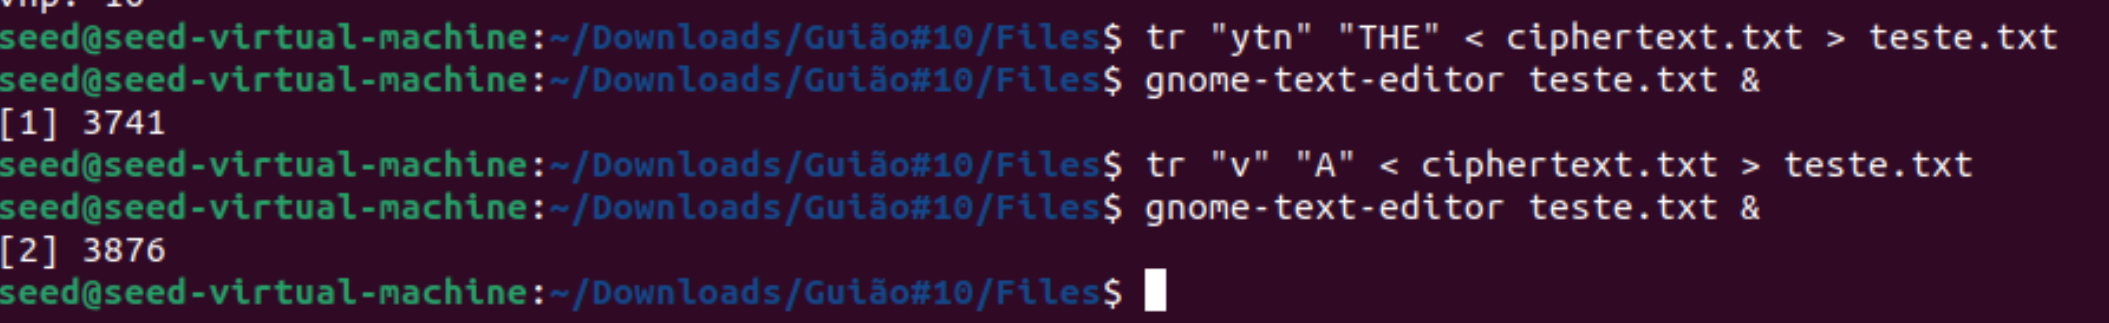 seed@seed-virtual-machine:~/Downloads/Guião#10/Files$ tr "ytn" "THE" < ciphertext.txt > teste.txt
seed@seed-virtual-machine:~/Downloads/Guião#10/Files$ gnome-text-editor teste.txt &
[1] 3741
seed@seed-virtual-machine:~/Downloads/Guião#10/Files$ tr "v" "A" < ciphertext.txt > teste.txt
seed@seed-virtual-machine:~/Downloads/Guião#10/Files$ gnome-text-editor teste.txt &
[2] 3876
seed@seed-virtual-machine:~/Downloads/Guião#10/Files$